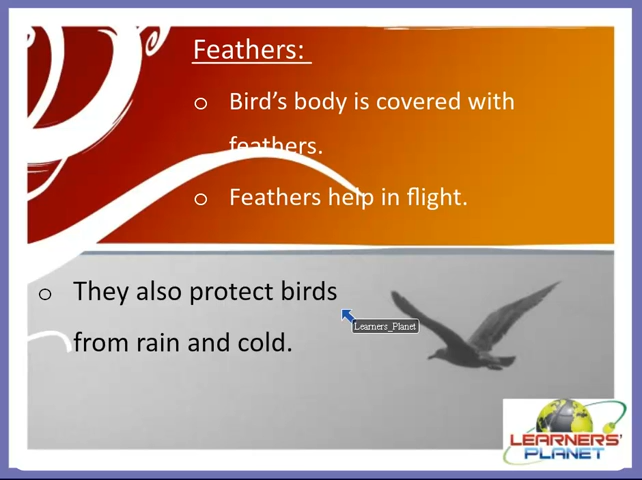 Feathers:
o Bird's body is covered with
feathers.
o Feathers help in flight.
o They also protect birds
from rain and cold.
Learners_Planet
LEARNERS'
PLANET